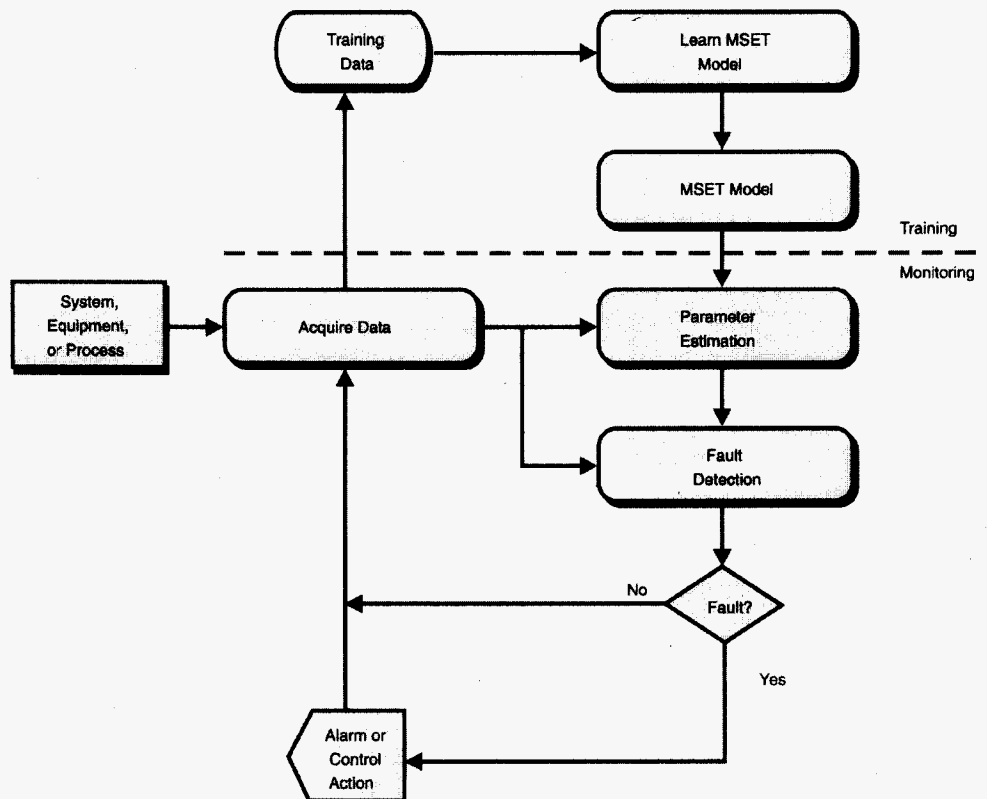 Training
Data
Learn MSET
Model
MSET Model
Training
Monitoring
System,
Equipment,
or Process
Acquire Data
Parameter
Estimation
Fault
Detection
No
Fault?
Yes
Alarm or
Control
Action